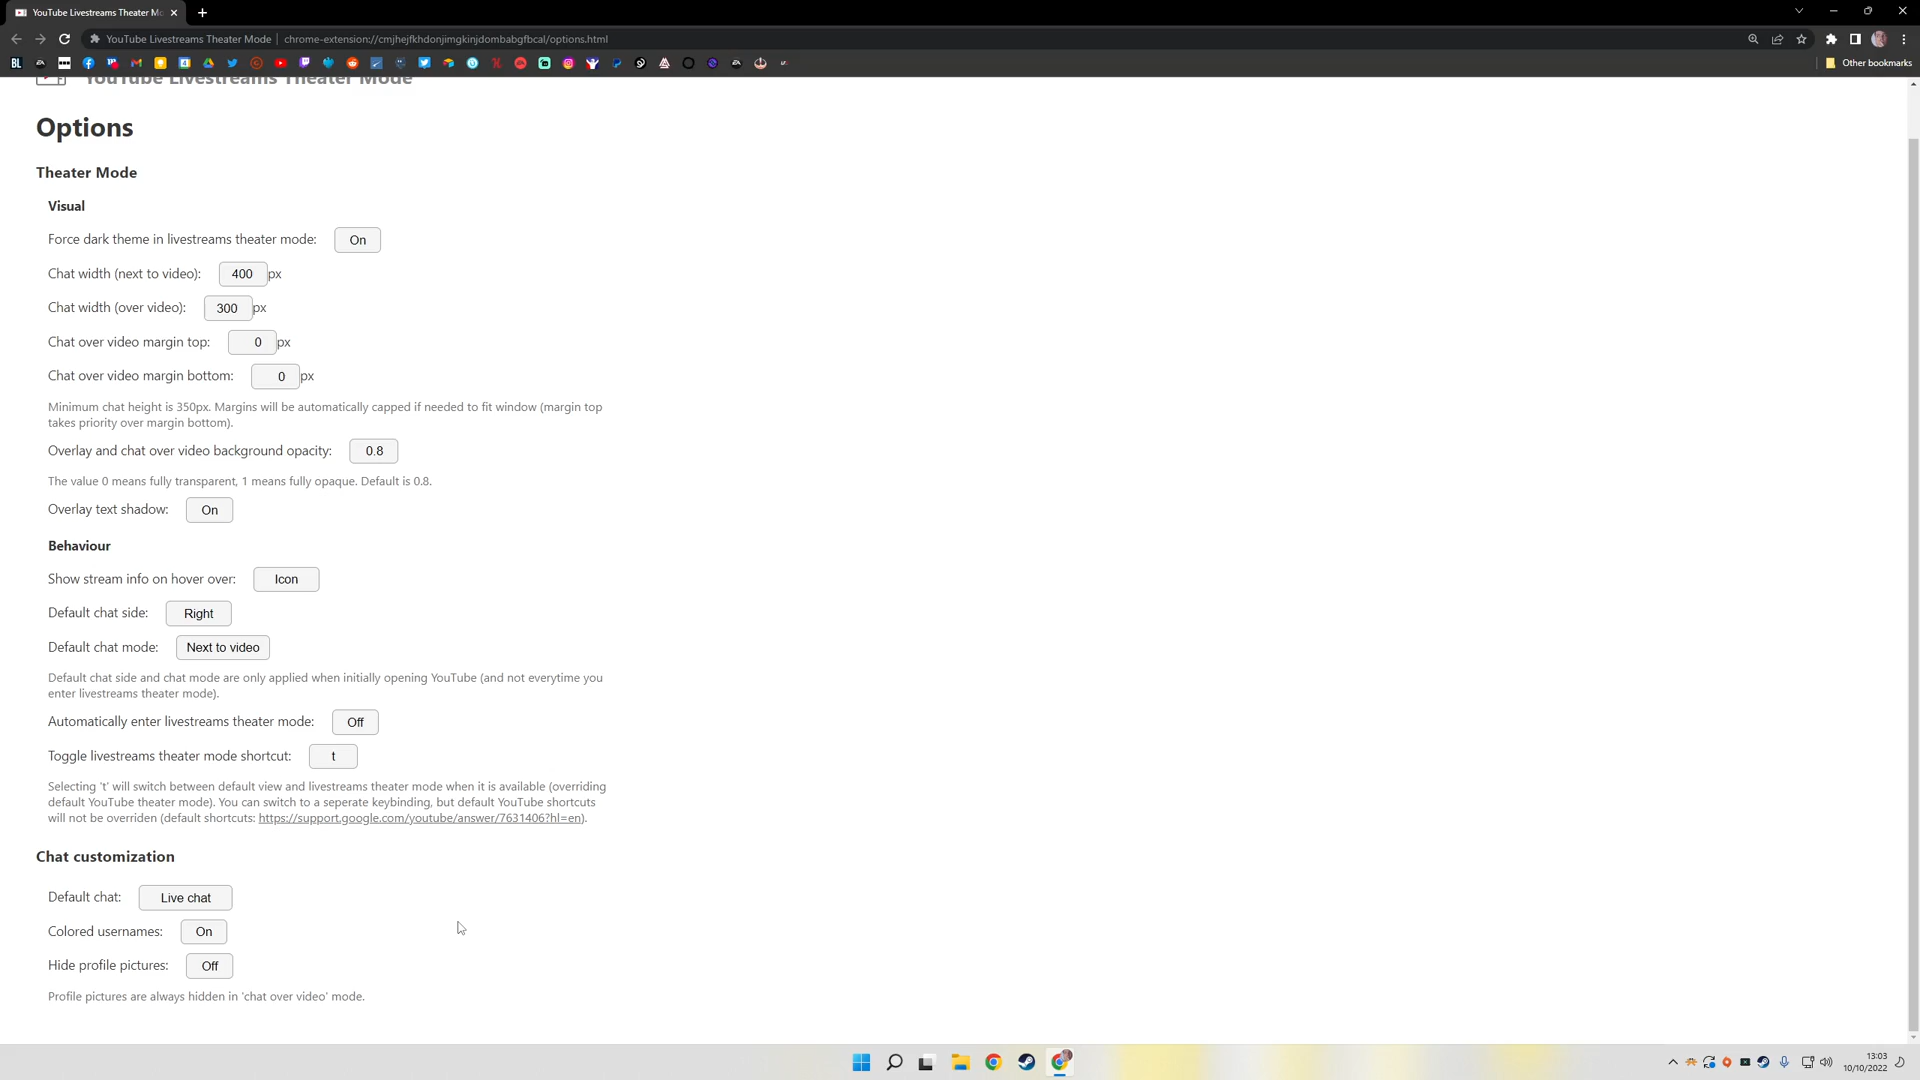 YouTube Livestreams Theater Mo
YouTube Livestreams Theater Mode | chrome-extension://cmjhejfkhdonjimgkinjdombabgfbcal/options.html
Other bookmarks
YouTube Livestreams Theater Mode
Options
Theater Mode
Visual
Force dark theme in livestreams theater mode: On
Chat width (next to video): 400 px
Chat width (over video): 300 px
Chat over video margin top: 0 px
Chat over video margin bottom: 0 px
Minimum chat height is 350px. Margins will be automatically capped if needed to fit window (margin top
takes priority over margin bottom).
Overlay and chat over video background opacity: 0.8
The value 0 means fully transparent, 1 means fully opaque. Default is 0.8.
Overlay text shadow: On
Behaviour
Show stream info on hover over: Icon
Default chat side: Right
Default chat mode: Next to video
Default chat side and chat mode are only applied when initially opening YouTube (and not everytime you
enter livestreams theater mode).
Automatically enter livestreams theater mode: Off
Toggle livestreams theater mode shortcut: t
Selecting 't' will switch between default view and livestreams theater mode when it is available (overriding
default YouTube theater mode). You can switch to a seperate keybinding, but default YouTube shortcuts
will not be overriden (default shortcuts: https://support.google.com/youtube/answer/7631406?hl=en).
Chat customization
Default chat: Live chat
Colored usernames: On
Hide profile pictures: Off
Profile pictures are always hidden in 'chat over video' mode.
13:03
10/10/2022